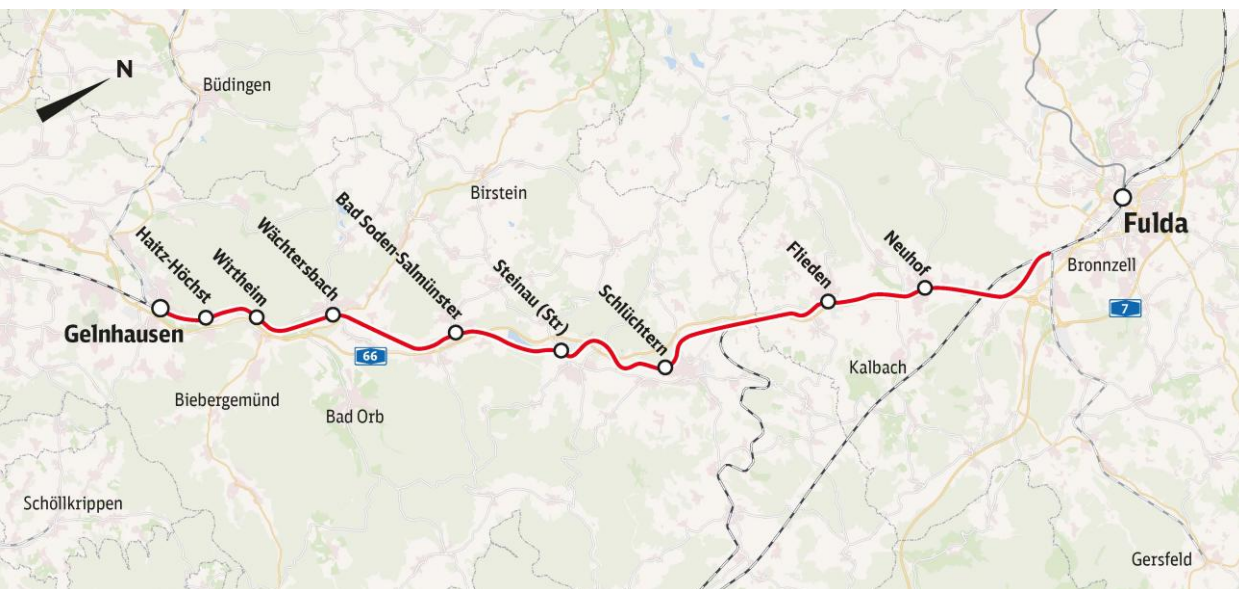 N
Büdingen
Birstein
Fulda
Haitz-Höchst
Wirtheim
Wächtersbach
Bad Soden-Salmünster
Steinau (Str)
Schlüchtern
Flieden
Neuhof
Bronnzell
7
Gelnhausen
66
Kalbach
Biebergemünd
Bad Orb
Schöllkrippen
Gersfeld